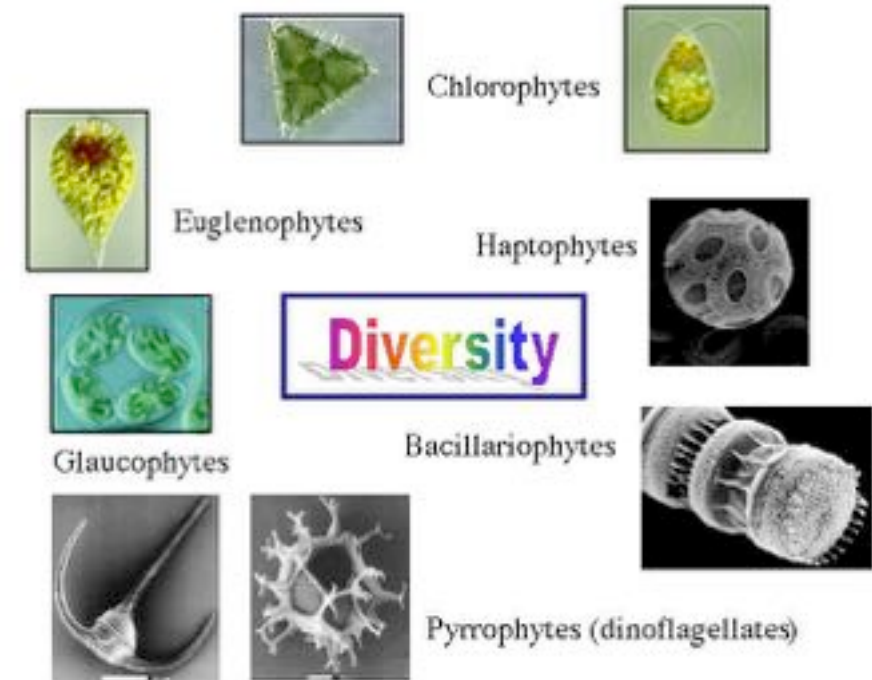 Chlorophytes
Euglenophytes
Haptophytes
Diversity
Bacillariophytes
Glaucophytes
Pyrrophytes (dinoflagellates)